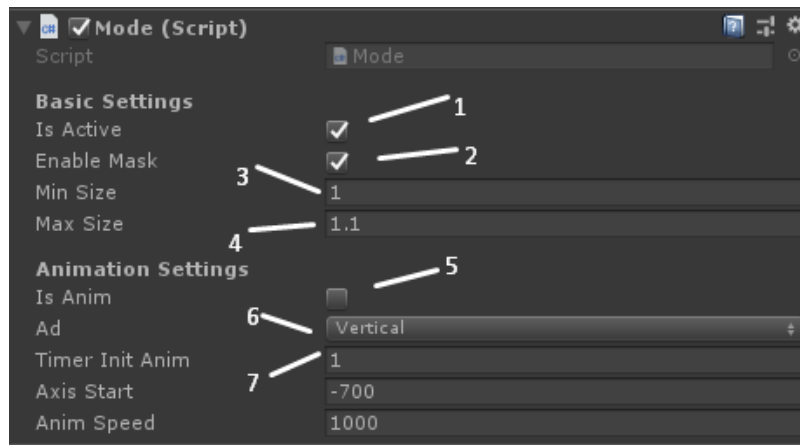 Mode (Script)
Script Mode
Basic Settings
1
Is Active
Enable Mask
2
3
Min Size 1
Max Size 1.1
4
Animation Settings
5
Is Anim
6
Ad Vertical
Timer Init Anim 1
7
Axis Start -700
Anim Speed 1000